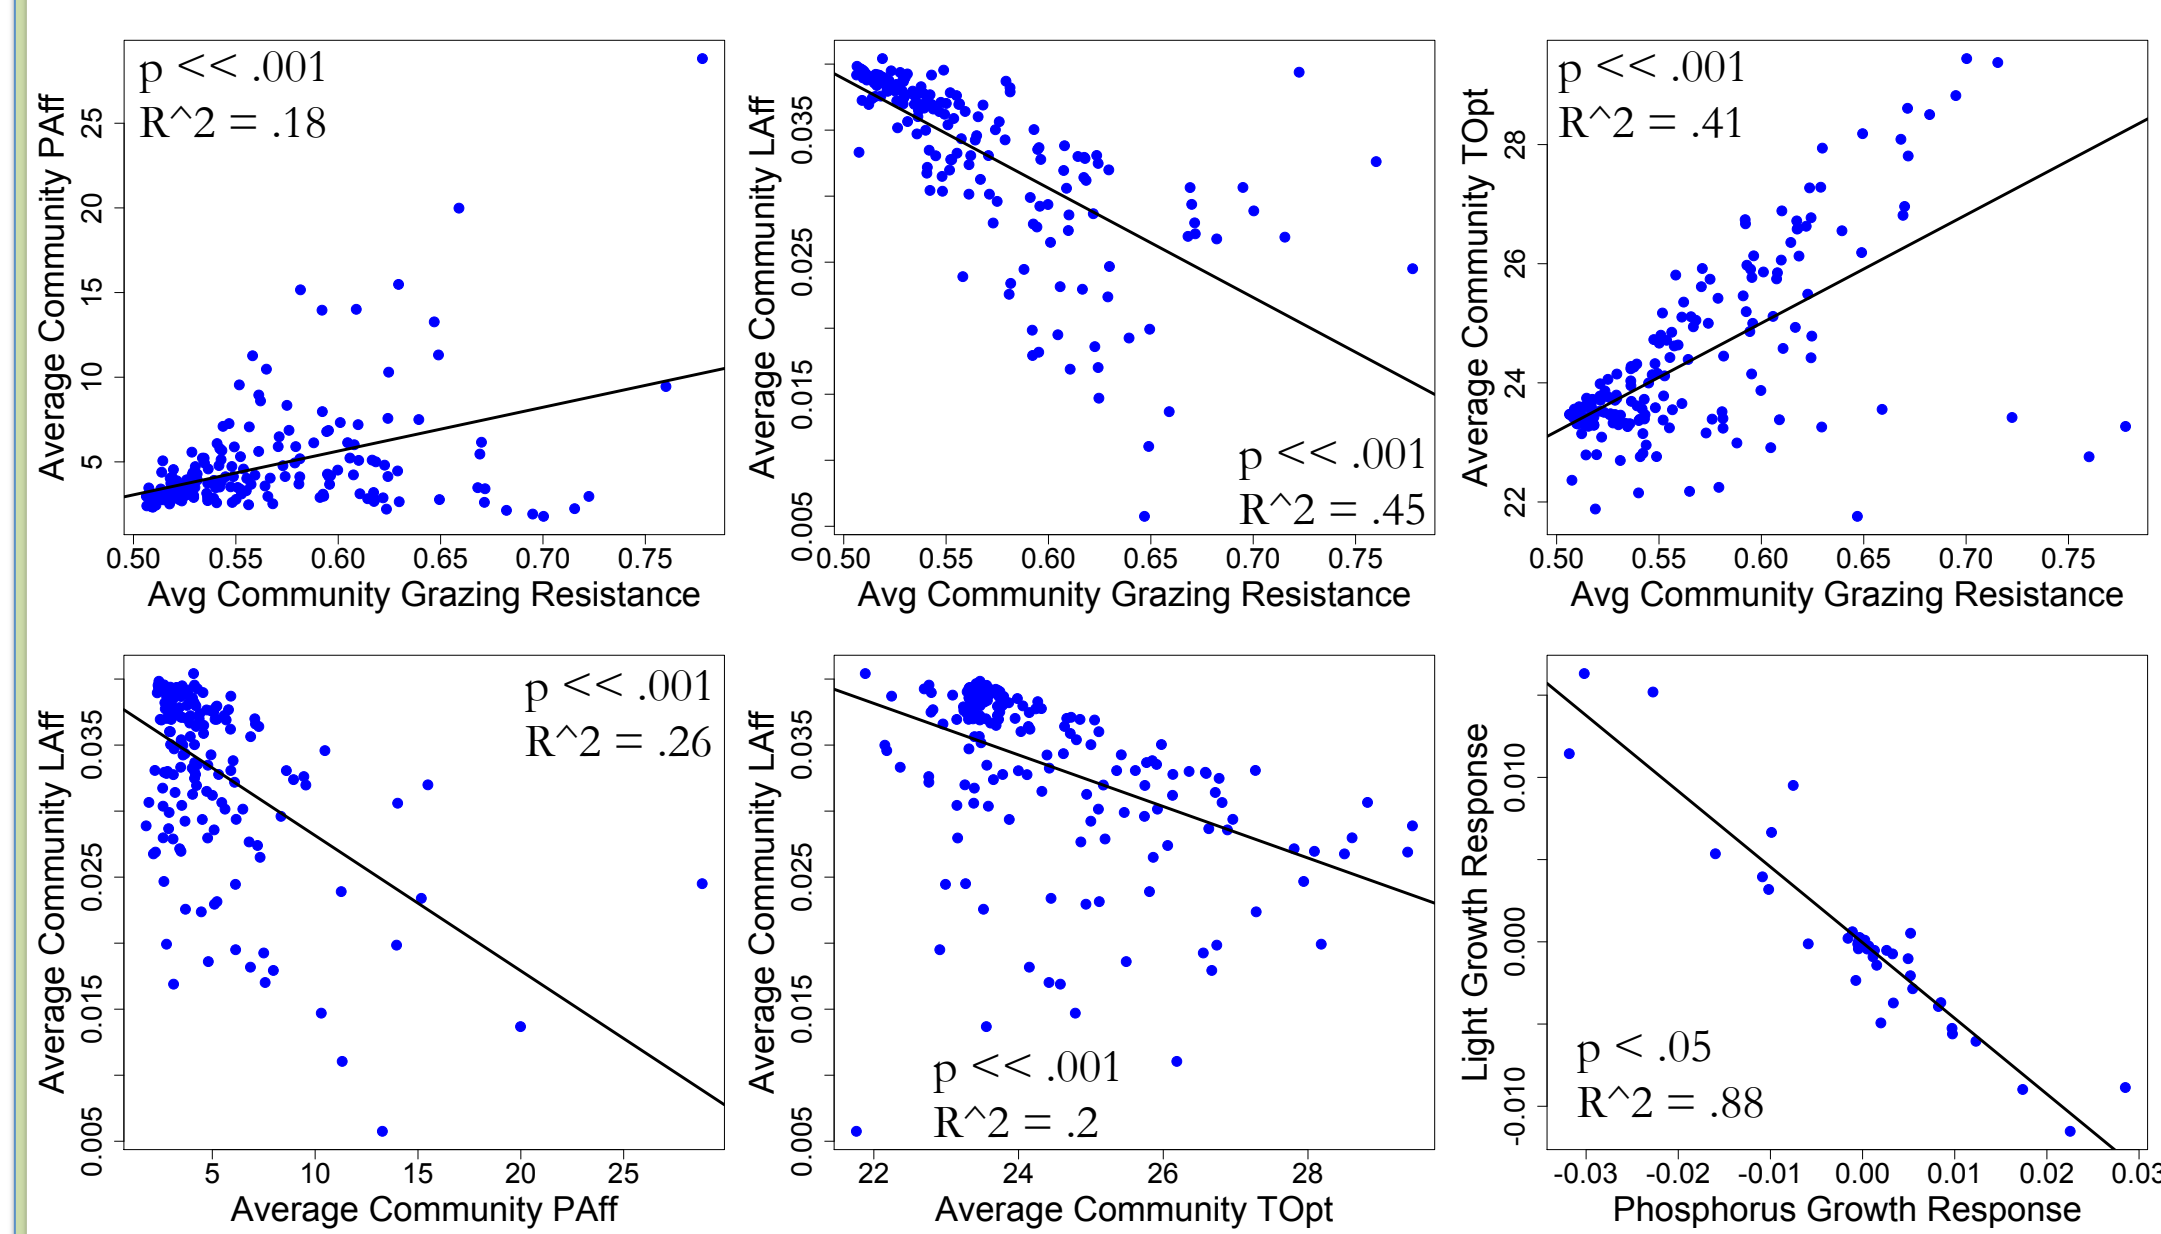 p << .001
R^2 = .18
Average Community PAff
5
10
15
20
25
0.50
0.55
0.60
0.65
0.70
0.75
Avg Community Grazing Resistance
p << .001
R^2 = .45
Average Community LAff
0.005
0.015
0.025
0.035
0.50
0.55
0.60
0.65
0.70
0.75
Avg Community Grazing Resistance
p << .001
R^2 = .41
Average Community TOpt
22
24
26
28
0.50
0.55
0.60
0.65
0.70
0.75
Avg Community Grazing Resistance
p << .001
R^2 = .26
Average Community LAff
0.005
0.015
0.025
0.035
5
10
15
20
25
Average Community PAff
p << .001
R^2 = .2
Average Community LAff
0.005
0.015
0.025
0.035
22
24
26
28
Average Community TOpt
p < .05
R^2 = .88
Light Growth Response
-0.010
0.000
0.010
-0.03
-0.02
-0.01
0.00
0.01
0.02
0.03
Phosphorus Growth Response